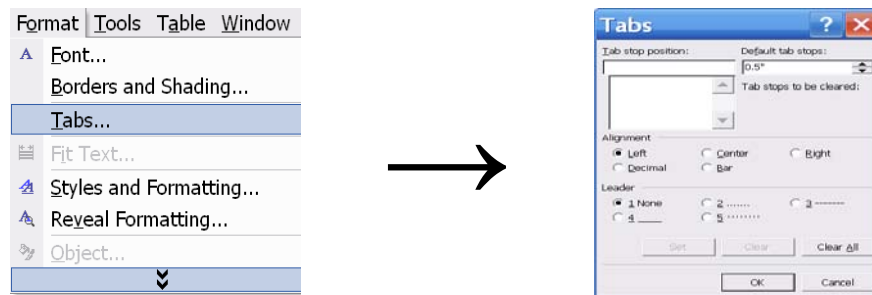 Format Tools Table Window
Font...
Borders and Shading...
Tabs...
Fit Text...
Styles and Formatting...
Reveal Formatting...
Object...
Tabs
Tab stop position: Default tab stops:
0.5"
Tab stops to be cleared:
Alignment
Left Center Right
Decimal Bar
Leader
1 None 2 ....... 3 -------
4 ____ 5 ·········
Set Clear Clear All
OK Cancel